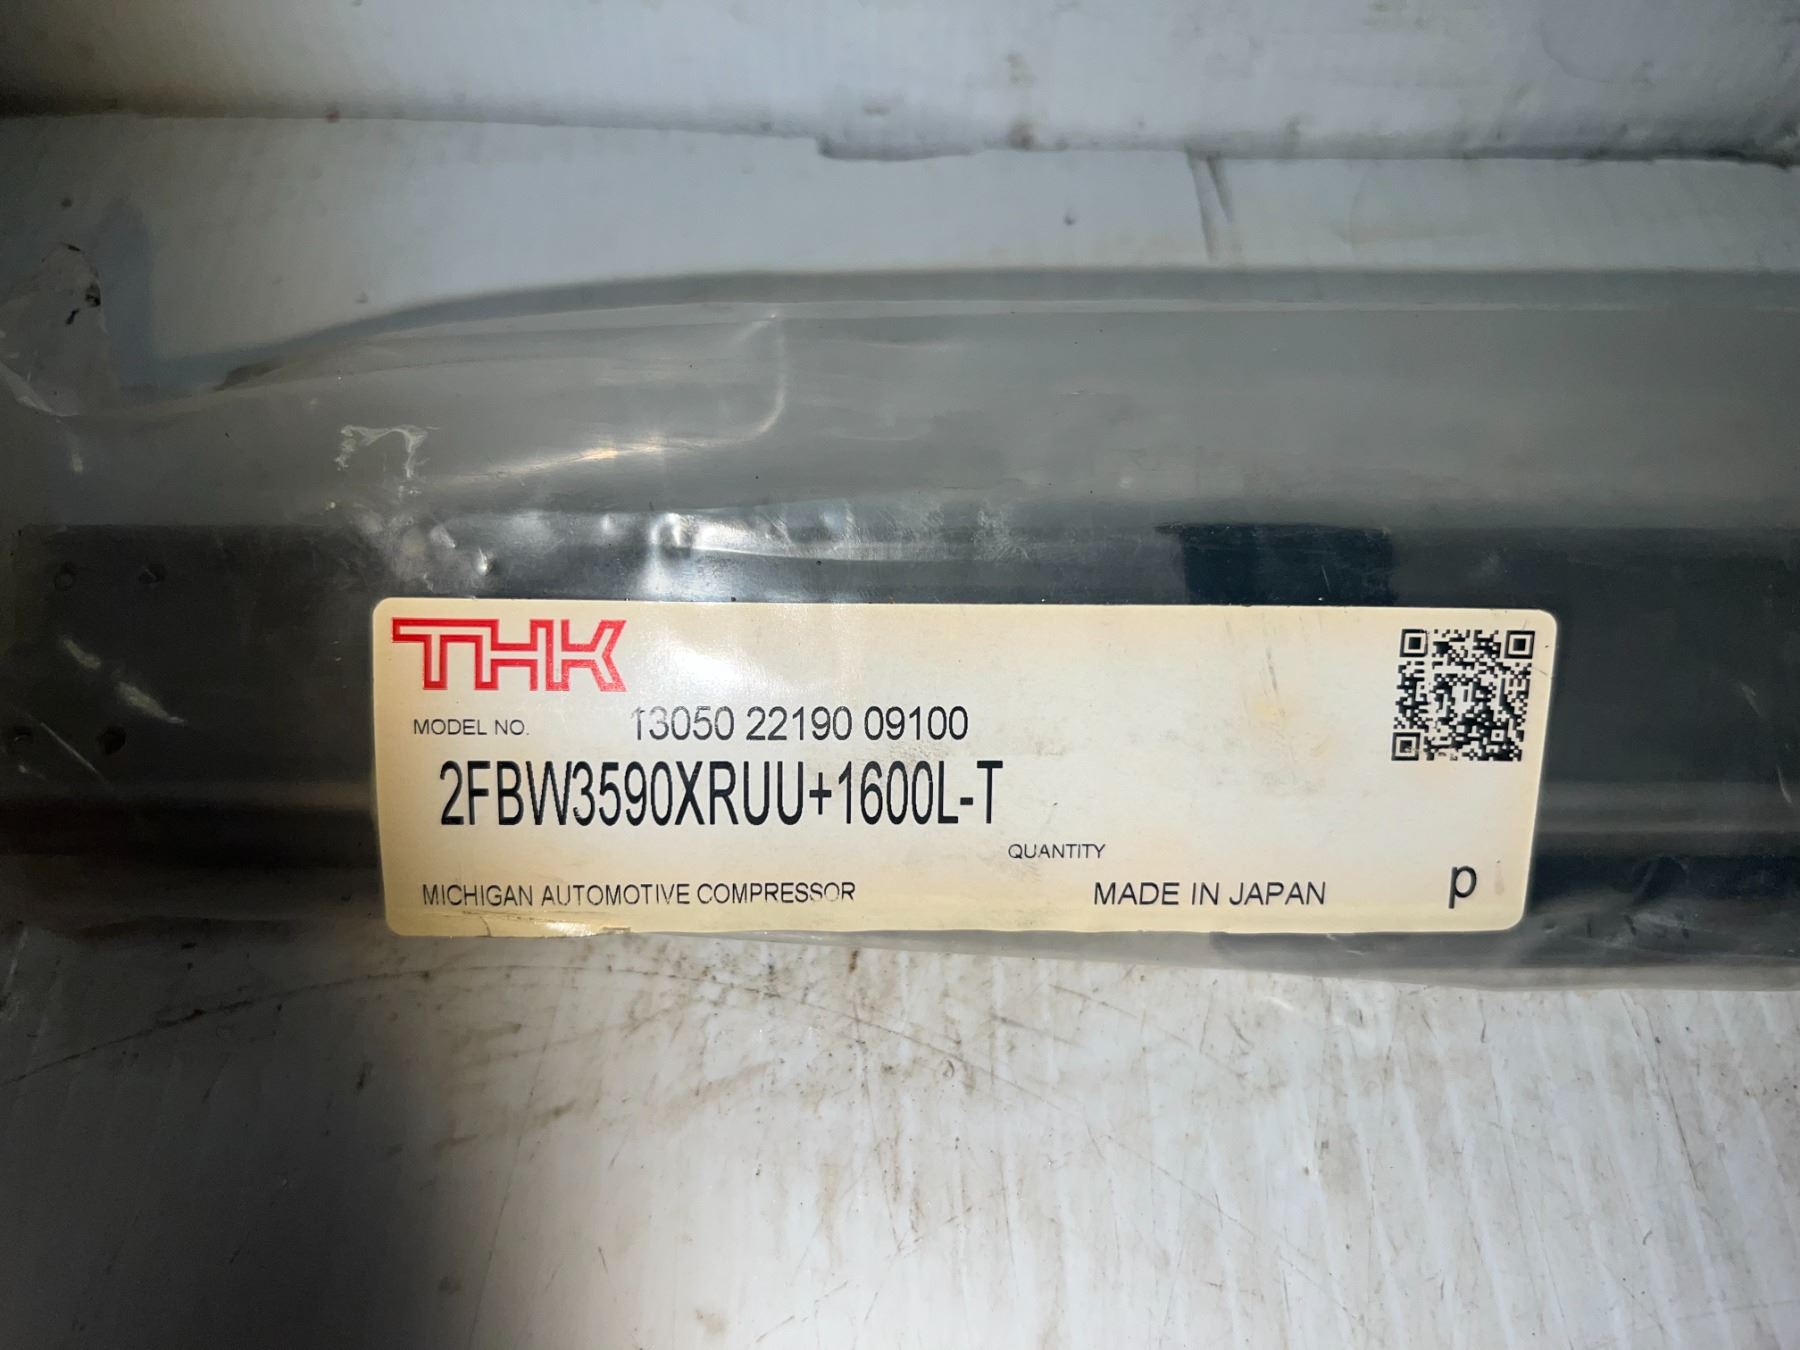 THK
MODEL NO. 13050 22190 09100
2FBW3590XRUU+1600L-T
QUANTITY
MICHIGAN AUTOMOTIVE COMPRESSOR MADE IN JAPAN p